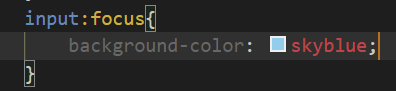 input:focus{
background-color: skyblue;
}